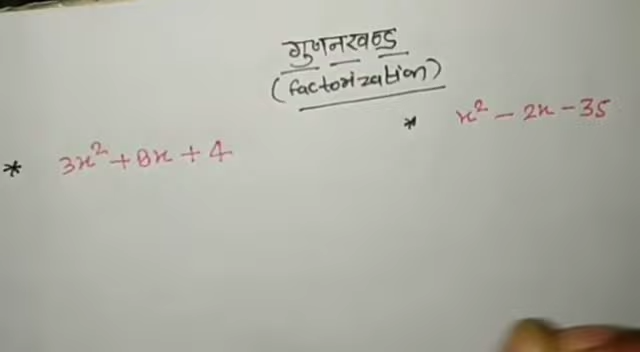 गुणनखण्ड
(factorization)
* x² - 2x - 35
* 3x² + 8x + 4